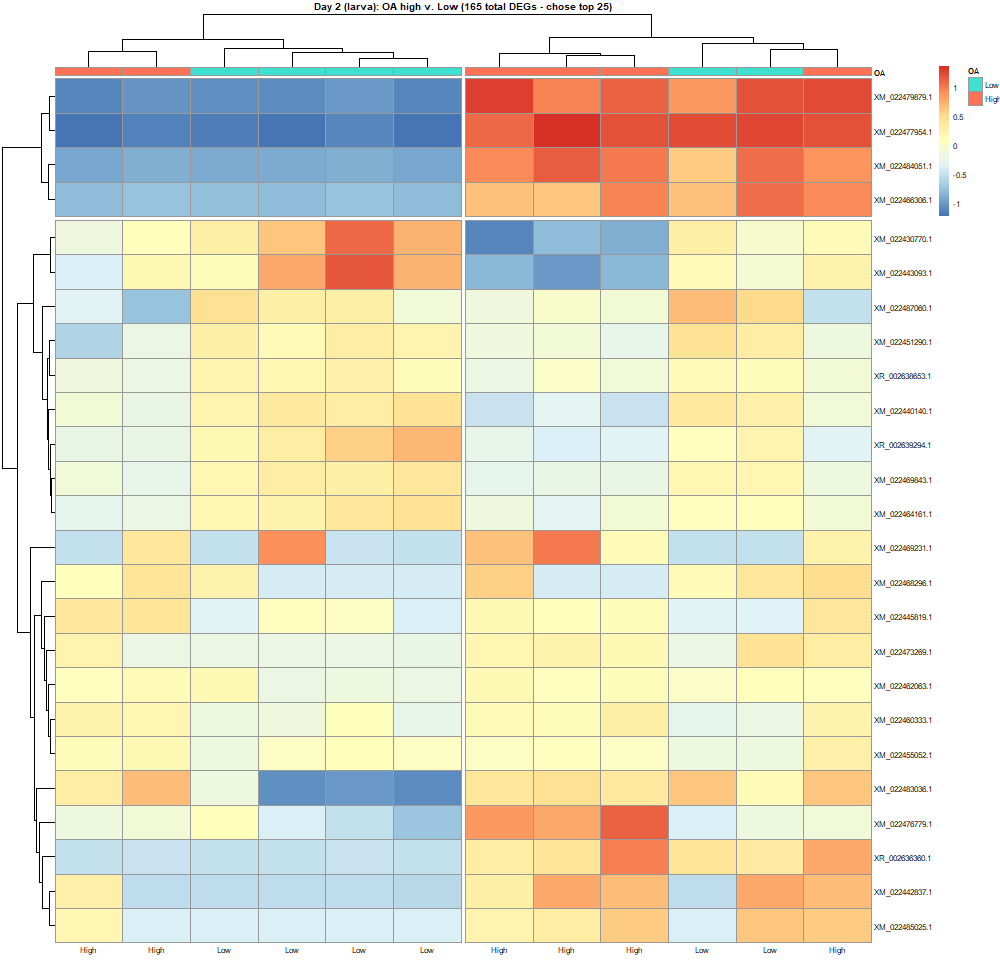 Day 2 (larva): OA high v. Low (165 total DEGs - chose top 25)
OA
XM_022479879.1
XM_022477954.1
XM_022484051.1
XM_022466306.1
XM_022430770.1
XM_022443093.1
XM_022487060.1
XM_022451290.1
XR_002638653.1
XM_022440140.1
XR_002639294.1
XM_022469843.1
XM_022464161.1
XM_022469231.1
XM_022468296.1
XM_022445819.1
XM_022473269.1
XM_022462063.1
XM_022460333.1
XM_022455052.1
XM_022483036.1
XM_022476779.1
XR_002636360.1
XM_022442837.1
XM_022485025.1
1
0.5
0
-0.5
-1
OA
Low
High
High High Low Low Low Low High High High Low Low High